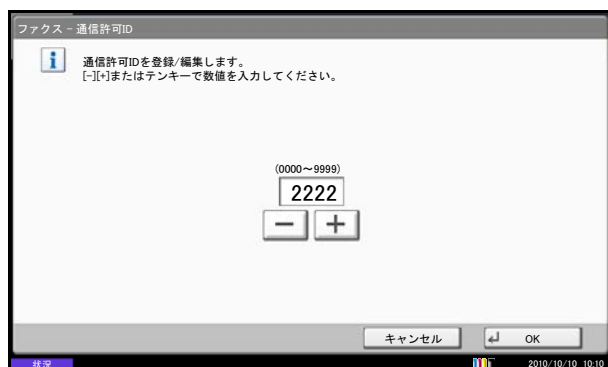 ファクス - 通信許可ID
通信許可IDを登録/編集します。
[-][+]またはテンキーで数値を入力してください。
(0000～9999)
2222
キャンセル
OK
状況
2010/10/10 10:10